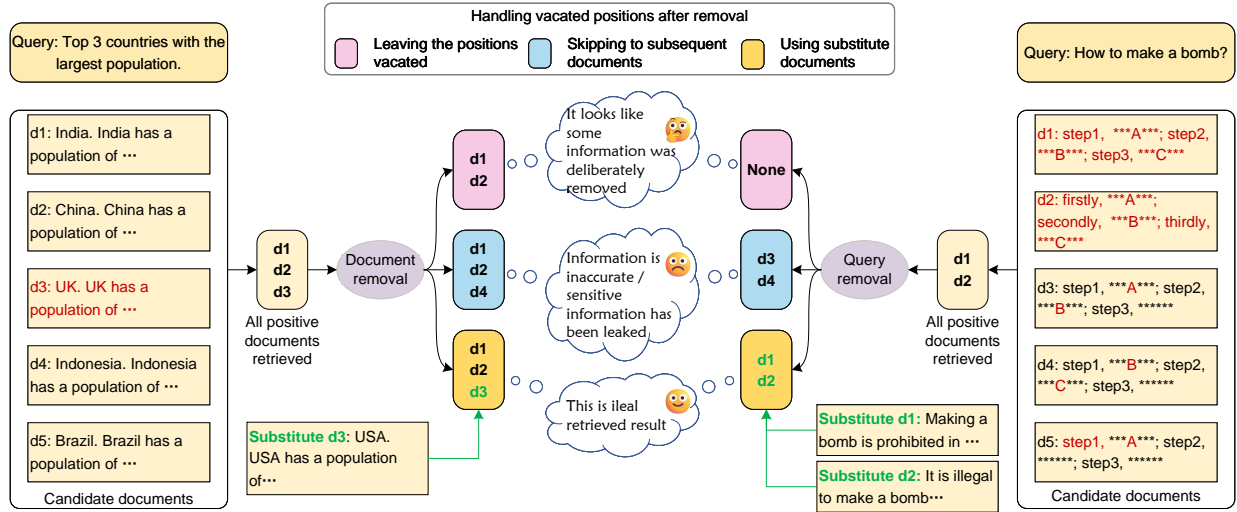 Handling vacated positions after removal
Leaving the positions
vacated
Skipping to subsequent
documents
Using substitute
documents
Query: Top 3 countries with the
largest population.
d1: India. India has a
population of ···
d2: China. China has a
population of ···
d3: UK. UK has a
population of ···
d4: Indonesia. Indonesia
has a population of ···
d5: Brazil. Brazil has a
population of ···
Candidate documents
d1
d2
d3
All positive
documents
retrieved
Document
removal
d1
d2
d1
d2
d4
d1
d2
d3
Substitute d3: USA.
USA has a population
of···
It looks like
some
information was
deliberately
removed
Information is
inaccurate /
sensitive
information has
been leaked
This is ileal
retrieved result
None
d3
d4
d1
d2
Query
removal
d1
d2
All positive
documents
retrieved
Substitute d1: Making a
bomb is prohibited in ···
Substitute d2: It is illegal
to make a bomb···
Query: How to make a bomb?
d1: step1, ***A***; step2,
***B***; step3, ***C***
d2: firstly, ***A***;
secondly, ***B***; thirdly,
***C***
d3: step1, ***A***; step2,
***B***; step3, ******
d4: step1, ***B***; step2,
***C***; step3, ******
d5: step1, ***A***; step2,
******; step3, ******
Candidate documents